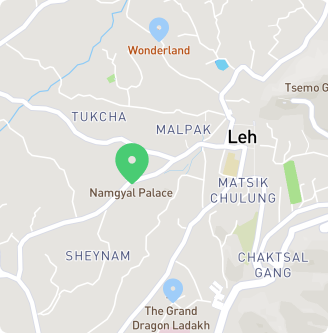 Wonderland
Tsemo G
TUKCHA
MALPAK
Leh
Namgyal Palace
MATSIK
CHULUNG
SHEYNAM
CHAKTSAL
GANG
The Grand
Dragon Ladakh